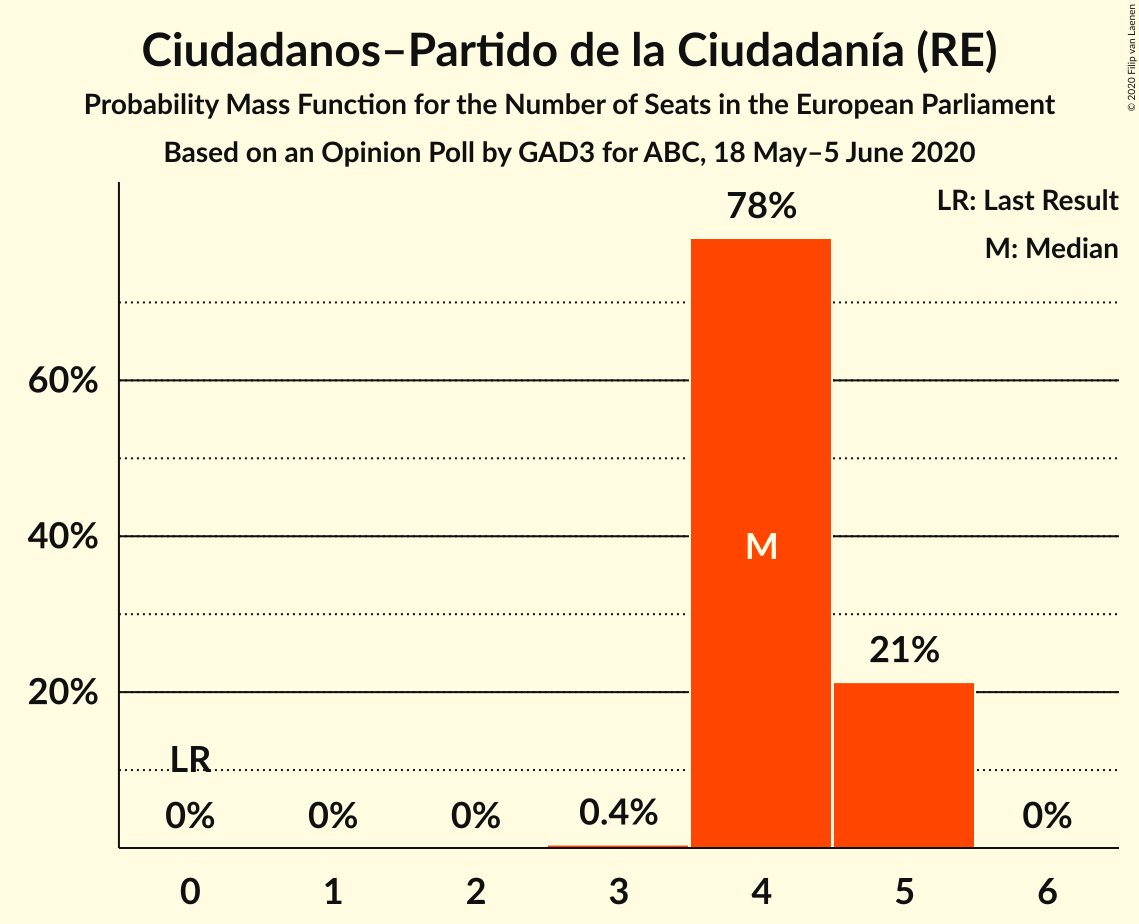 Ciudadanos–Partido de la Ciudadanía (RE)
Probability Mass Function for the Number of Seats in the European Parliament
Based on an Opinion Poll by GAD3 for ABC, 18 May–5 June 2020
© 2020 Filip van Laenen
LR: Last Result
M: Median
78%
60%
40%
M
21%
20%
LR
0% 0% 0% 0.4% 0%
0 1 2 3 4 5 6